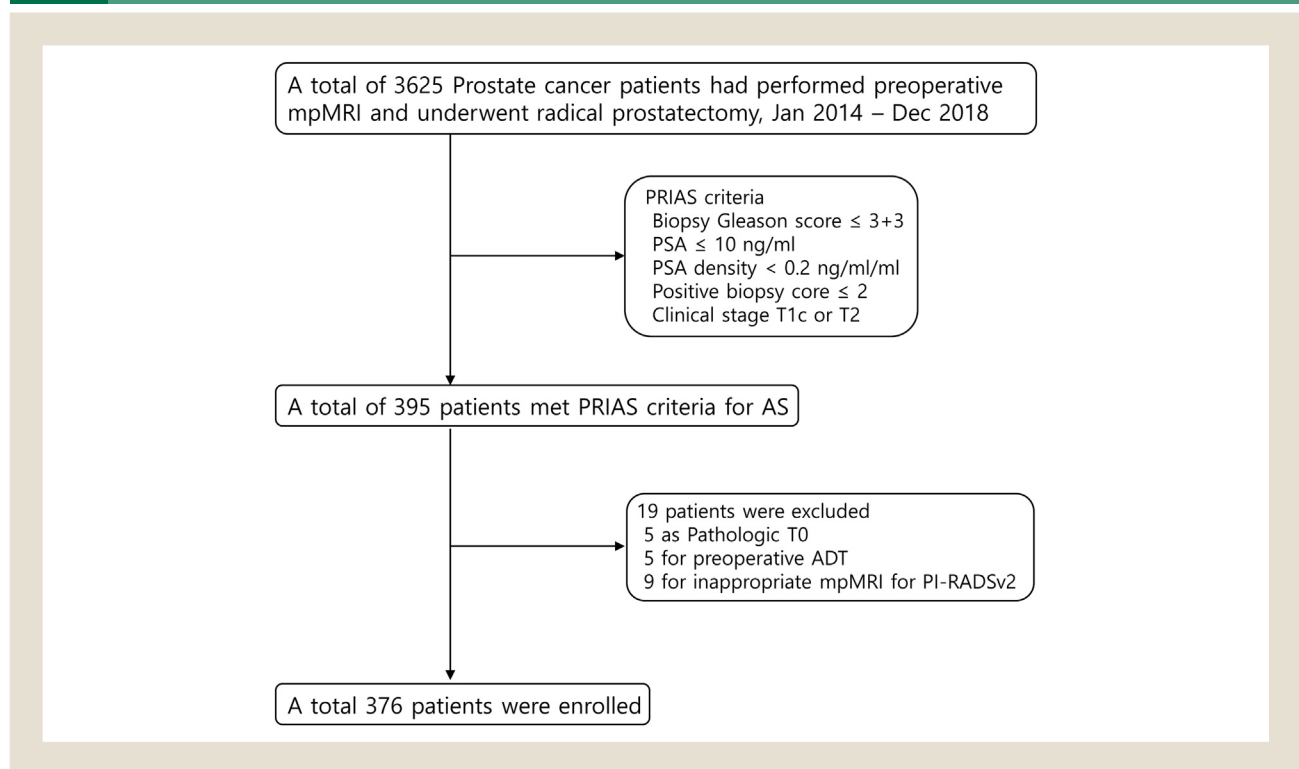 A total of 3625 Prostate cancer patients had performed preoperative
mpMRI and underwent radical prostatectomy, Jan 2014 – Dec 2018
PRIAS criteria
Biopsy Gleason score ≤ 3+3
PSA ≤ 10 ng/ml
PSA density < 0.2 ng/ml/ml
Positive biopsy core ≤ 2
Clinical stage T1c or T2
A total of 395 patients met PRIAS criteria for AS
19 patients were excluded
5 as Pathologic T0
5 for preoperative ADT
9 for inappropriate mpMRI for PI-RADSv2
A total 376 patients were enrolled